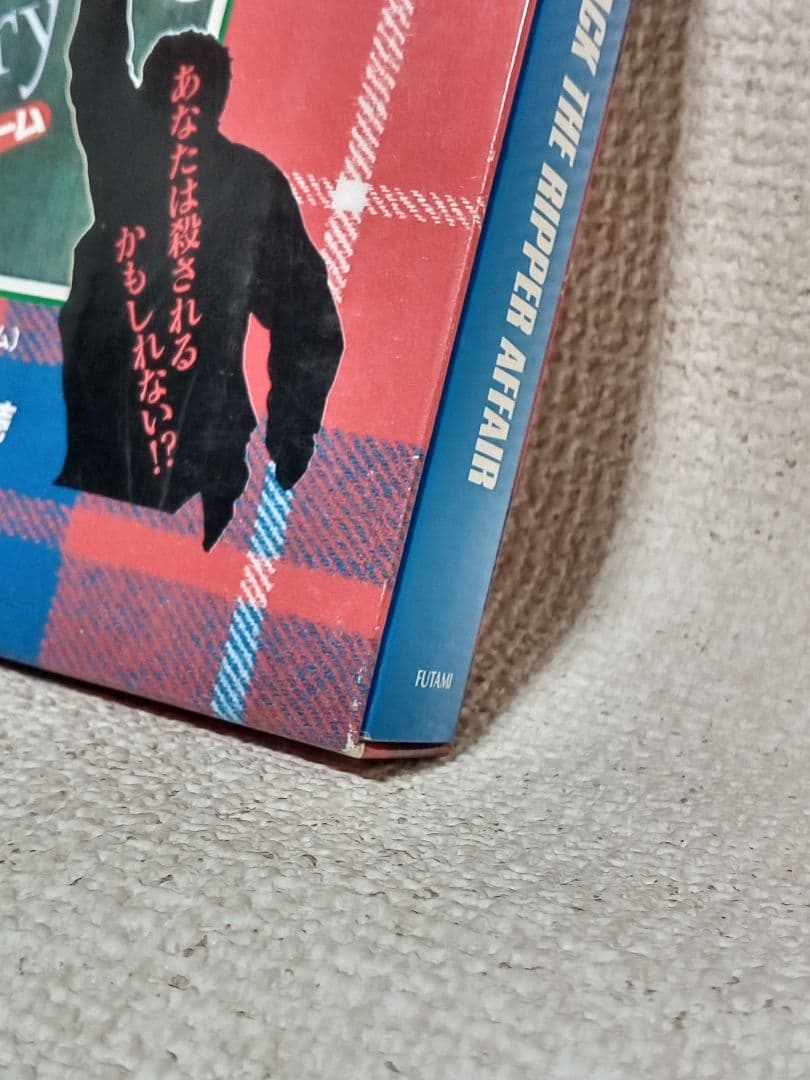 ry
ーム
あなたは殺される
かもしれない!?
ム)
ACK THE RIPPER AFFAIR
FUTAMI